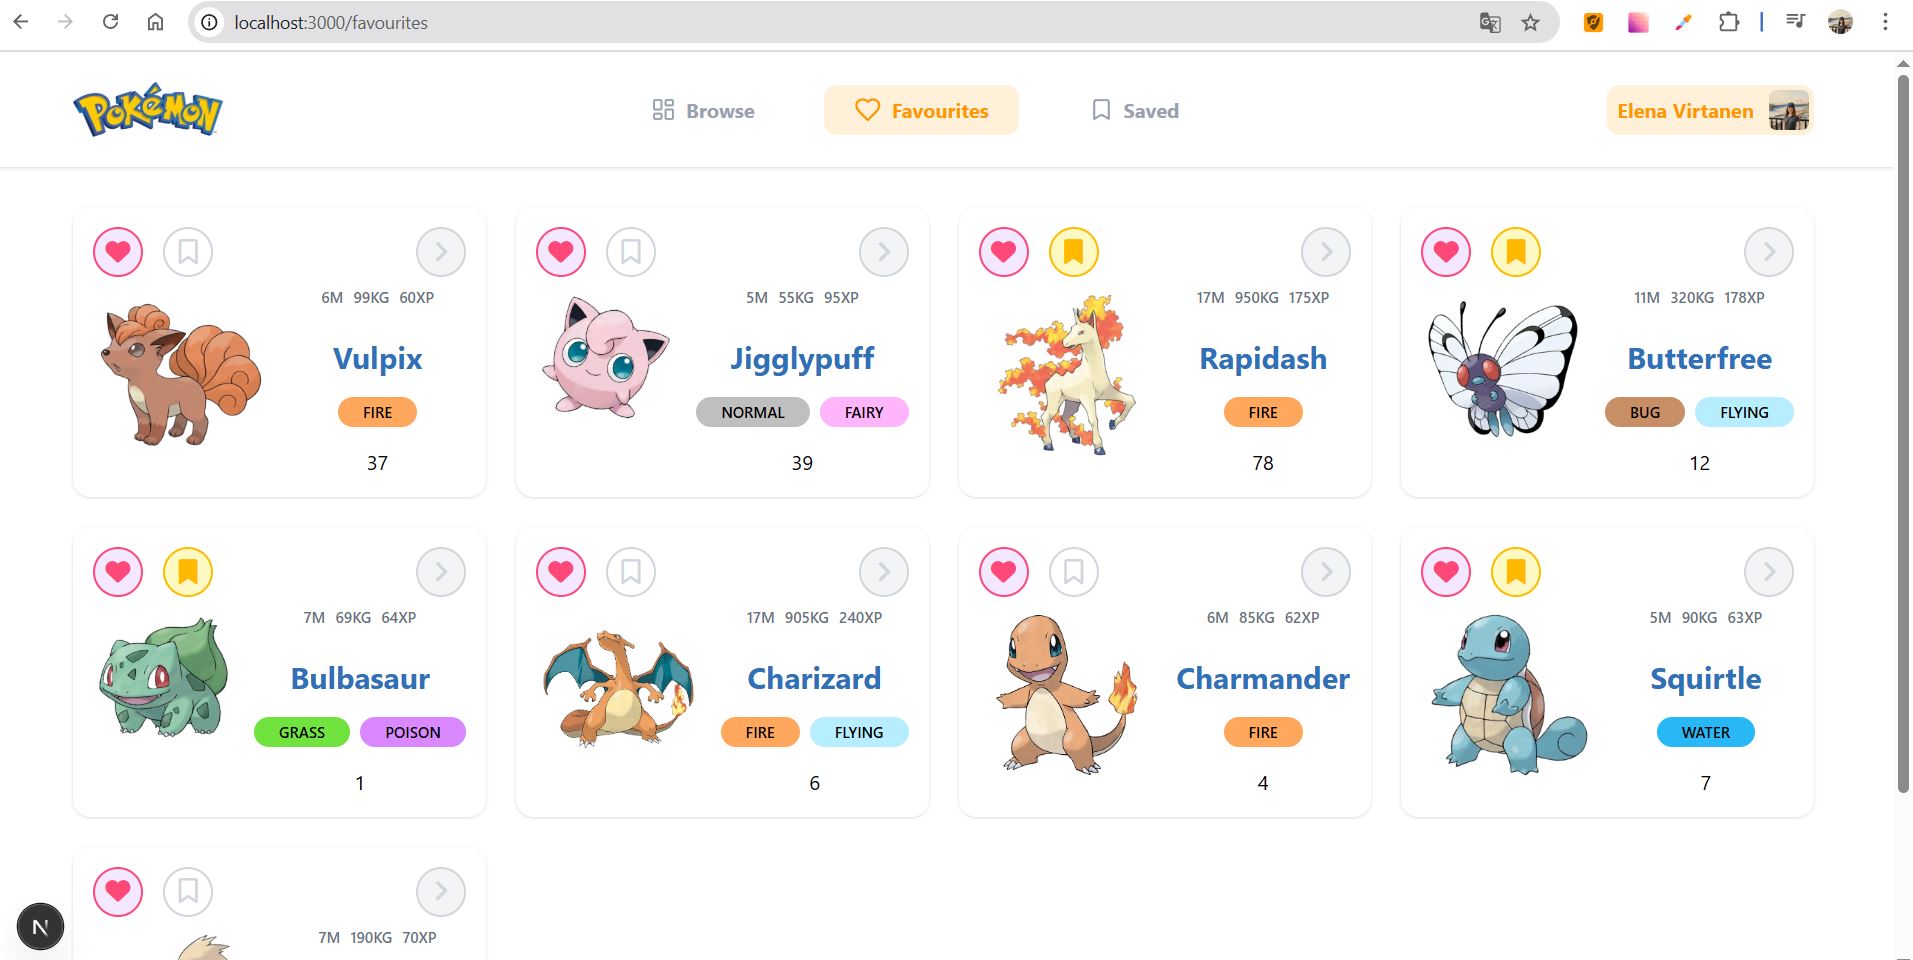 localhost:3000/favourites
POKéMON
Browse
Favourites
Saved
Elena Virtanen
6M 99KG 60XP
Vulpix
FIRE
37
5M 55KG 95XP
Jigglypuff
NORMAL FAIRY
39
17M 950KG 175XP
Rapidash
FIRE
78
11M 320KG 178XP
Butterfree
BUG FLYING
12
7M 69KG 64XP
Bulbasaur
GRASS POISON
1
17M 905KG 240XP
Charizard
FIRE FLYING
6
6M 85KG 62XP
Charmander
FIRE
4
5M 90KG 63XP
Squirtle
WATER
7
7M 190KG 70XP
N